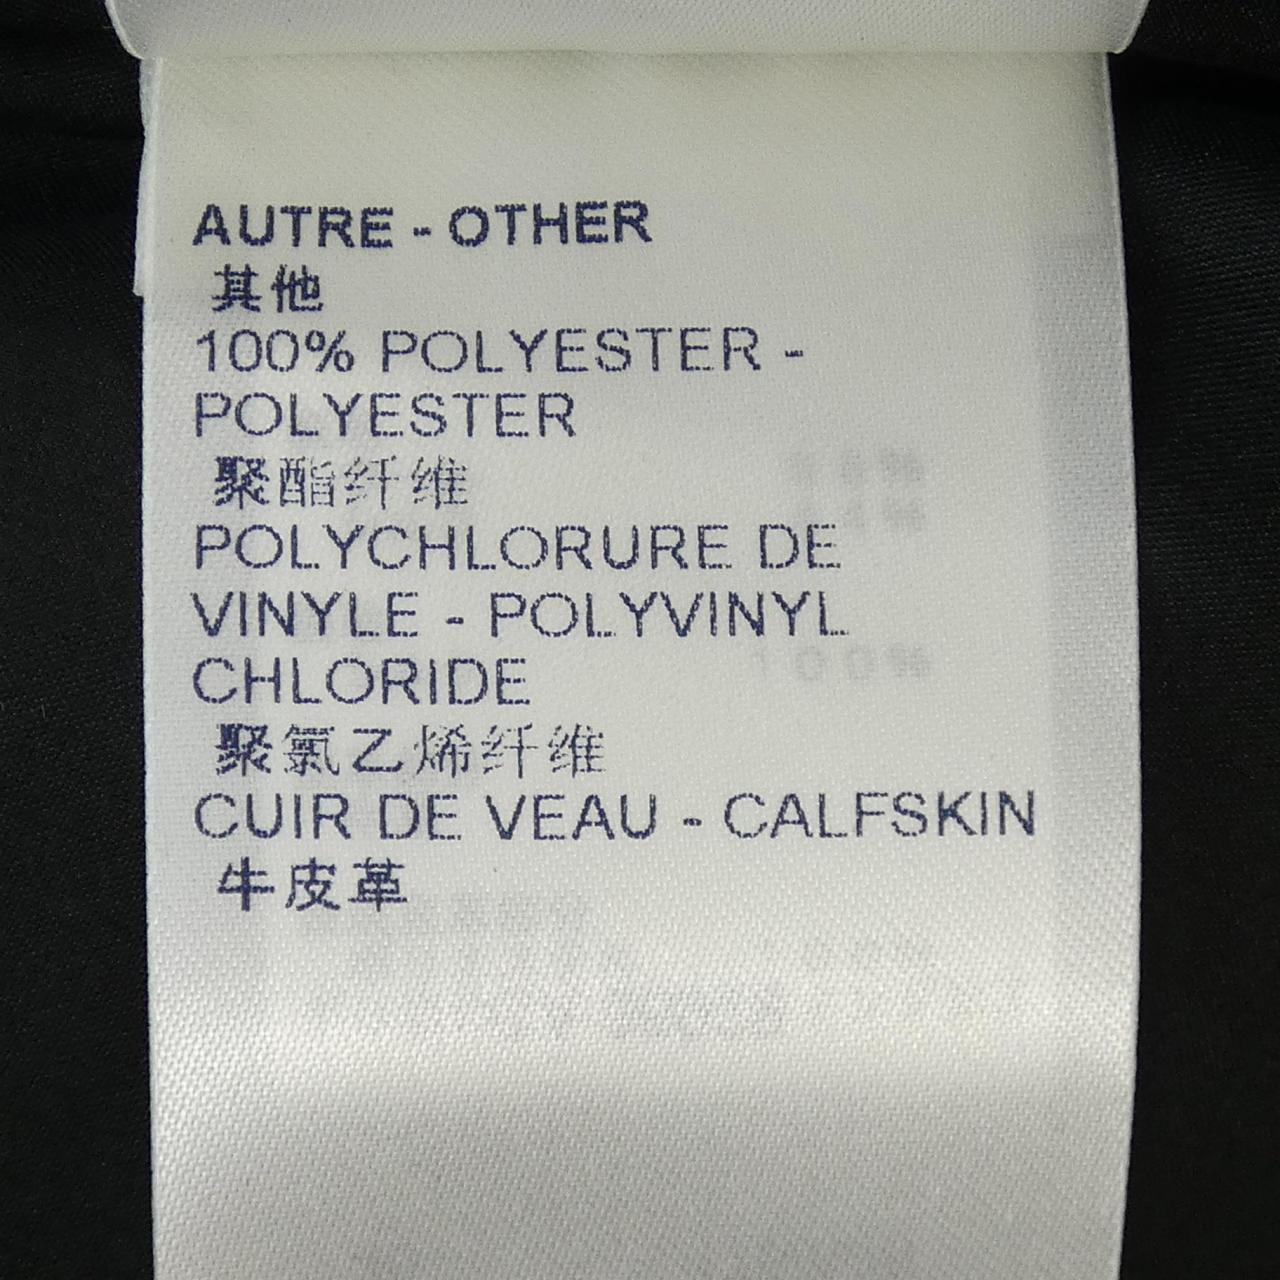 AUTRE - OTHER
其他
100% POLYESTER -
POLYESTER
聚酯纤维
POLYCHLORURE DE
VINYLE - POLYVINYL
CHLORIDE
聚氯乙烯纤维
CUIR DE VEAU - CALFSKIN
牛皮革